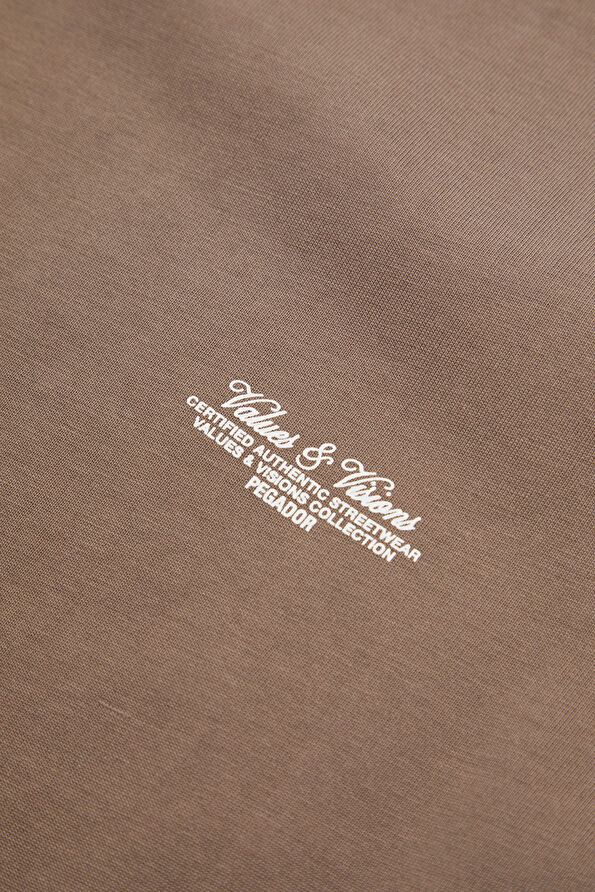 Values & Visions
CERTIFIED AUTHENTIC STREETWEAR
VALUES & VISIONS COLLECTION
PEGADOR